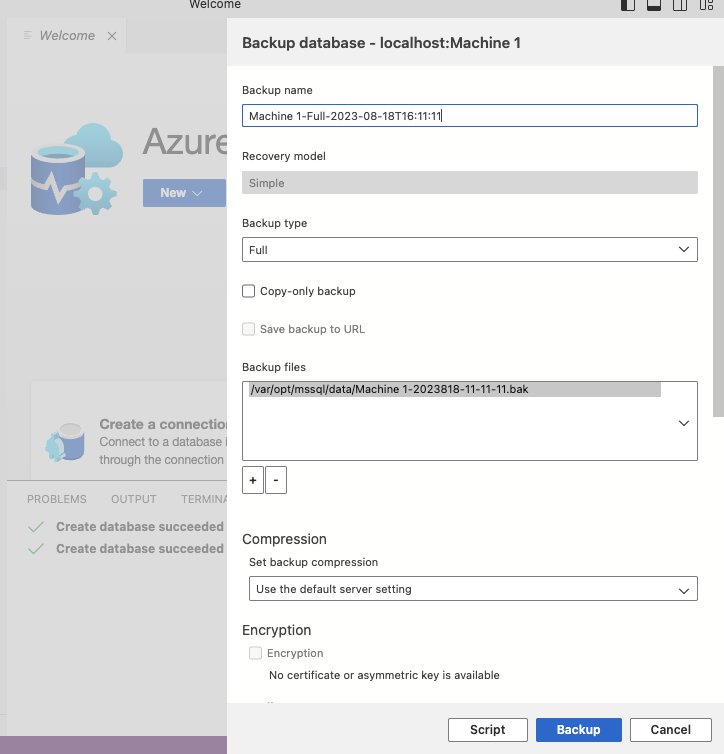 Welcome
Welcome
Backup database - localhost:Machine 1
Backup name
Machine 1-Full-2023-08-18T16:11:11
Recovery model
Simple
Backup type
Full
Copy-only backup
Save backup to URL
Backup files
/var/opt/mssql/data/Machine 1-2023818-11-11-11.bak
+ -
Compression
Set backup compression
Use the default server setting
Encryption
Encryption
No certificate or asymmetric key is available
Script Backup Cancel
Azure
New
Create a connection
Connect to a database
through the connection
PROBLEMS OUTPUT
Create database succeeded
Create database succeeded